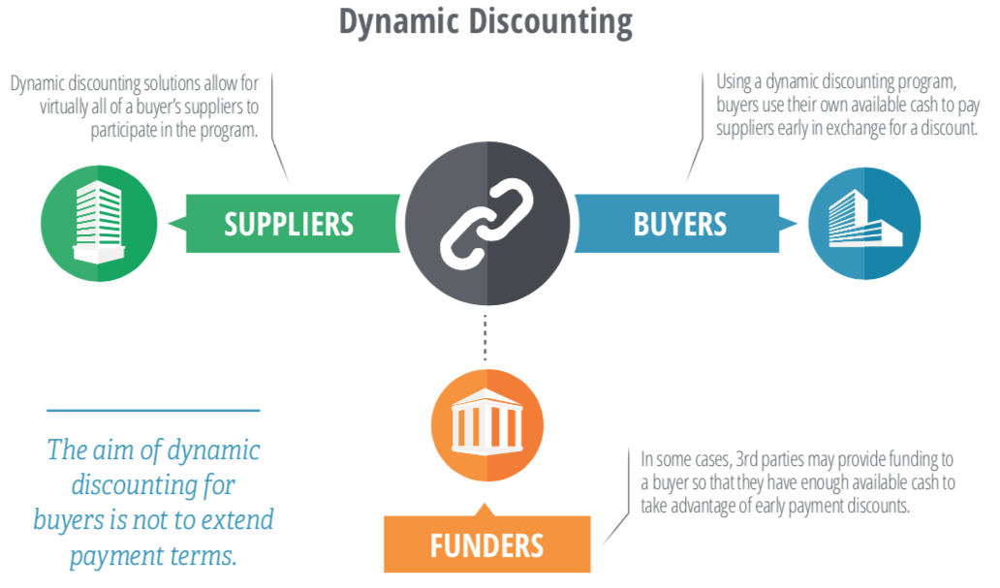 Dynamic Discounting
Dynamic discounting solutions allow for
virtually all of a buyer’s suppliers to
participate in the program.
Using a dynamic discounting program,
buyers use their own available cash to pay
suppliers early in exchange for a discount.
SUPPLIERS
BUYERS
The aim of dynamic
discounting for
buyers is not to extend
payment terms.
In some cases, 3rd parties may provide funding to
a buyer so that they have enough available cash to
take advantage of early payment discounts.
FUNDERS